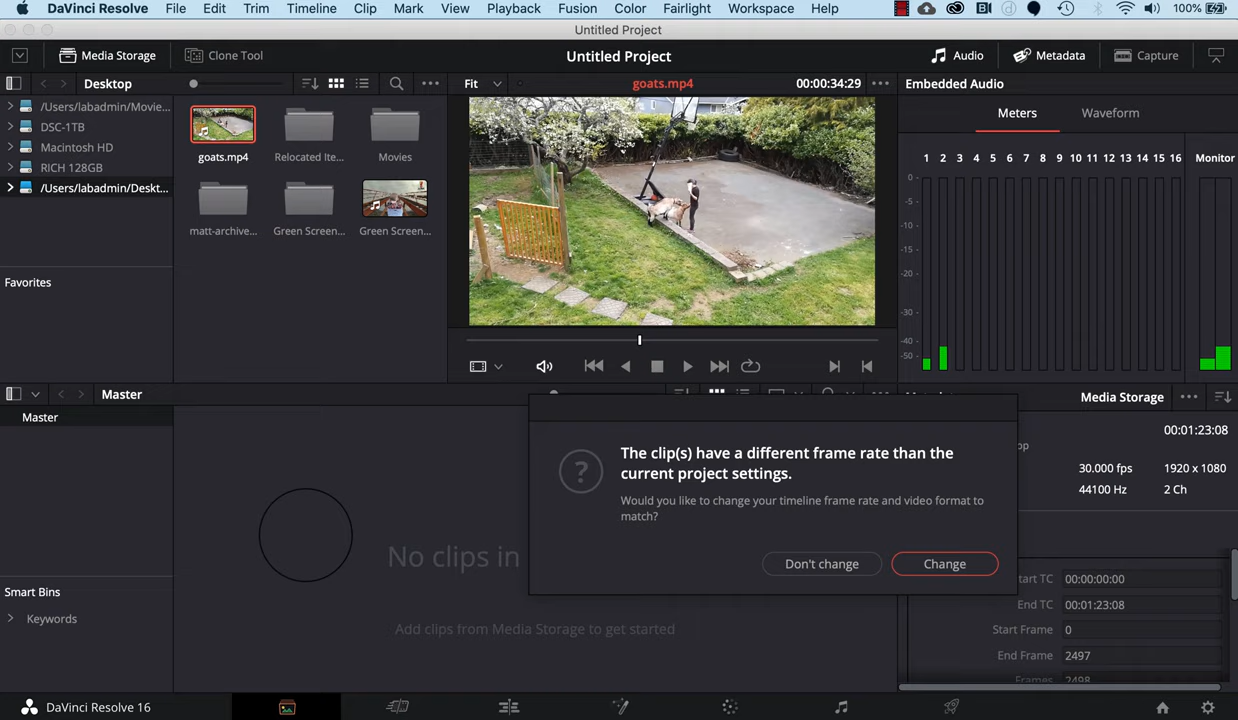 DaVinci Resolve File Edit Trim Timeline Clip Mark View Playback Fusion Color Fairlight Workspace Help 100%
Untitled Project
Media Storage Clone Tool Untitled Project Audio Metadata Capture
Desktop Fit goats.mp4 00:00:34:29 Embedded Audio
/Users/labadmin/Movie...
DSC-1TB
Macintosh HD
RICH 128GB
/Users/labadmin/Deskt...
goats.mp4 Relocated Ite... Movies
matt-archive... Green Screen... Green Screen...
Meters Waveform
1 2 3 4 5 6 7 8 9 10 11 12 13 14 15 16 Monitor
0
-5
-10
-15
-20
-30
-40
-50
Favorites
Master
Master
Media Storage
00:01:23:08
30.000 fps 1920 x 1080
44100 Hz 2 Ch
The clip(s) have a different frame rate than the
current project settings.
Would you like to change your timeline frame rate and video format to
match?
Don't change Change
No clips in
Add clips from Media Storage to get started
Smart Bins
Keywords
Start TC 00:00:00:00
End TC 00:01:23:08
Start Frame 0
End Frame 2497
Frames 2498
DaVinci Resolve 16